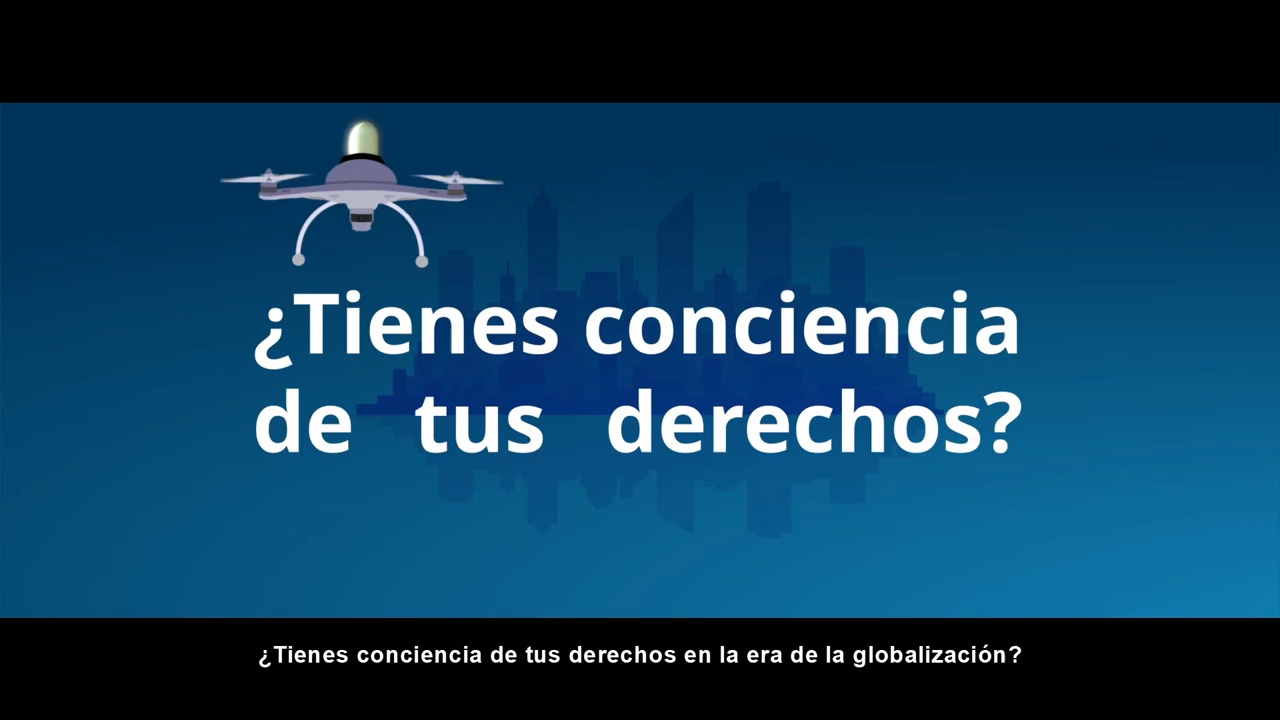 ¿Tienes conciencia
de tus derechos?
¿Tienes conciencia de tus derechos en la era de la globalización?